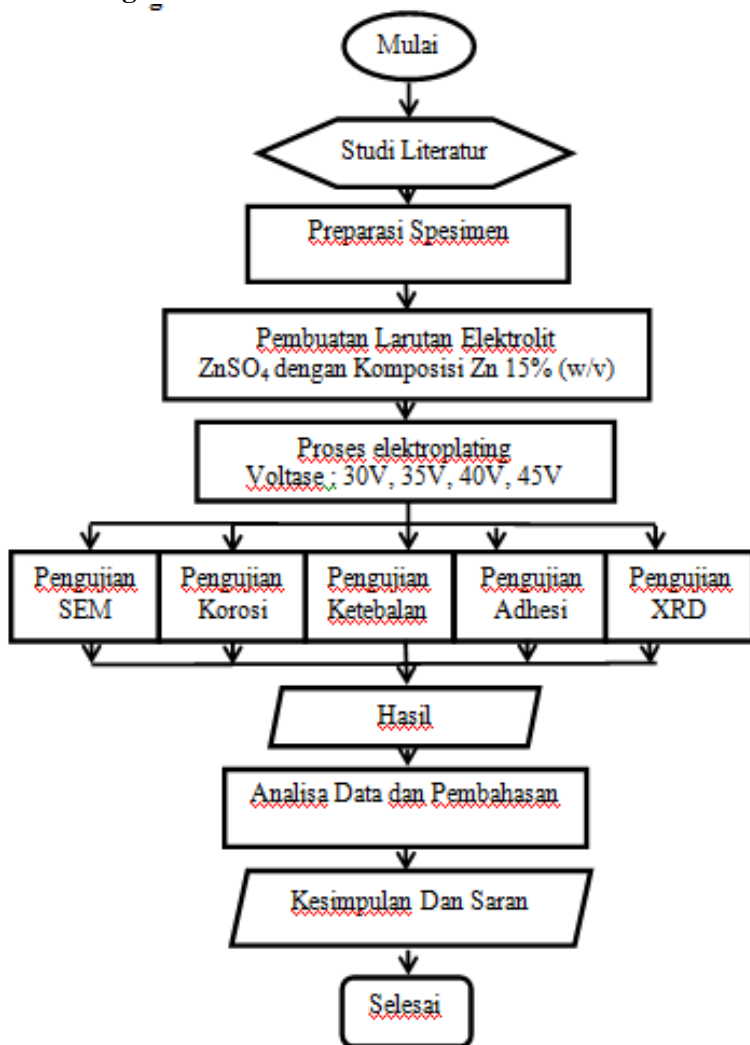 Mulai
Studi Literatur
Preparasi Spesimen
Pembuatan Larutan Elektrolit
ZnSO₄ dengan Komposisi Zn 15% (w/v)
Proses elektroplating
Voltase : 30V, 35V, 40V, 45V
Pengujian SEM
Pengujian Korosi
Pengujian Ketebalan
Pengujian Adhesi
Pengujian XRD
Hasil
Analisa Data dan Pembahasan
Kesimpulan Dan Saran
Selesai